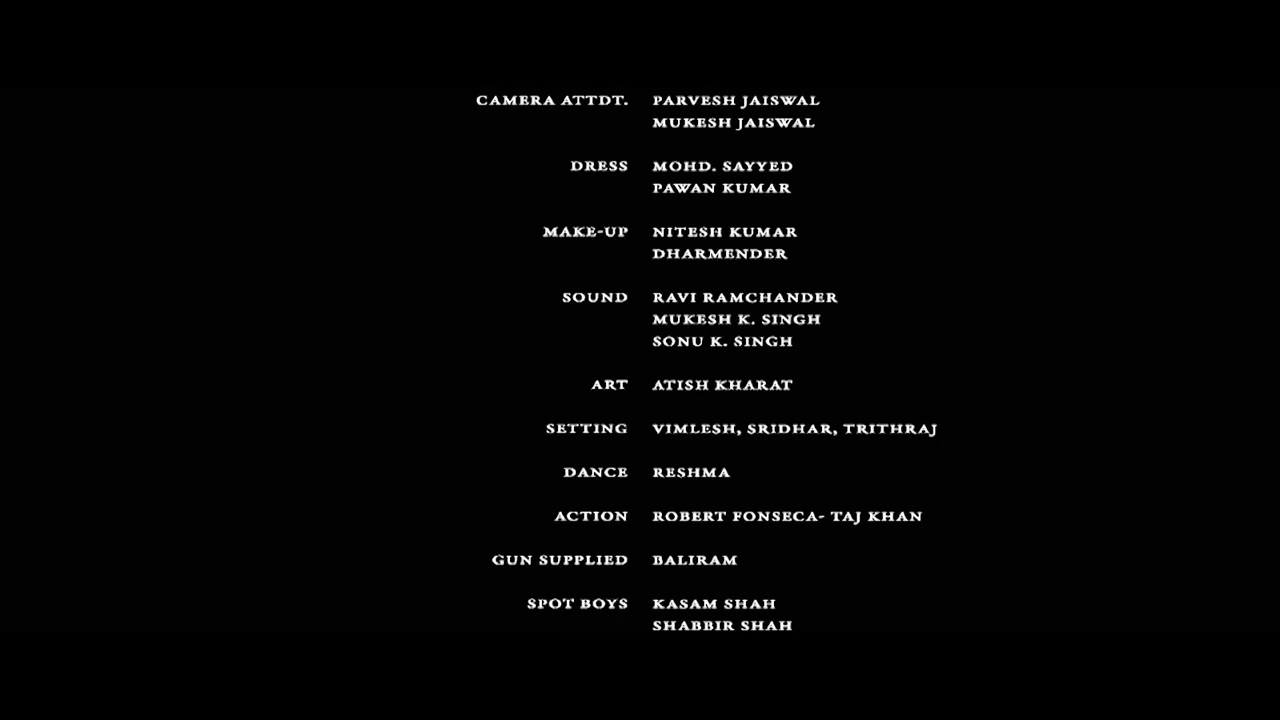 CAMERA ATTDT. PARVESH JAISWAL
MUKESH JAISWAL
DRESS MOHD. SAYYED
PAWAN KUMAR
MAKE-UP NITESH KUMAR
DHARMENDER
SOUND RAVI RAMCHANDER
MUKESH K. SINGH
SONU K. SINGH
ART ATISH KHARAT
SETTING VIMLESH, SRIDHAR, TRITHRAJ
DANCE RESHMA
ACTION ROBERT FONSECA- TAJ KHAN
GUN SUPPLIED BALIRAM
SPOT BOYS KASAM SHAH
SHABBIR SHAH